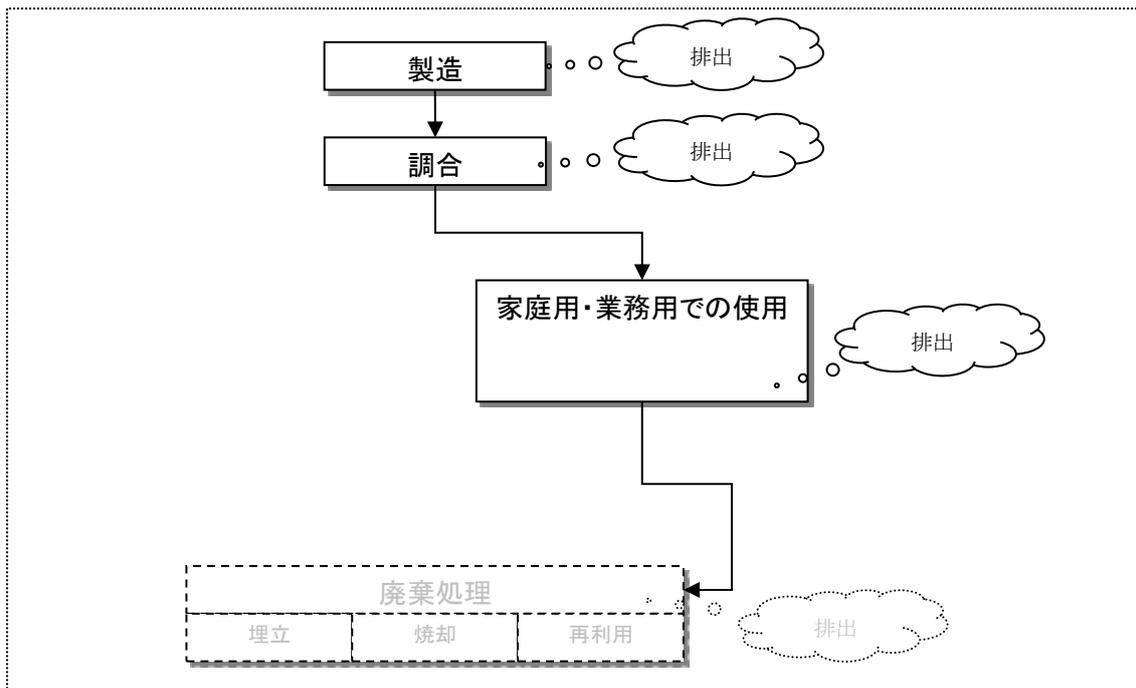 製造
排出
調合
排出
家庭用・業務用での使用
排出
廃棄処理
排出
埋立
焼却
再利用